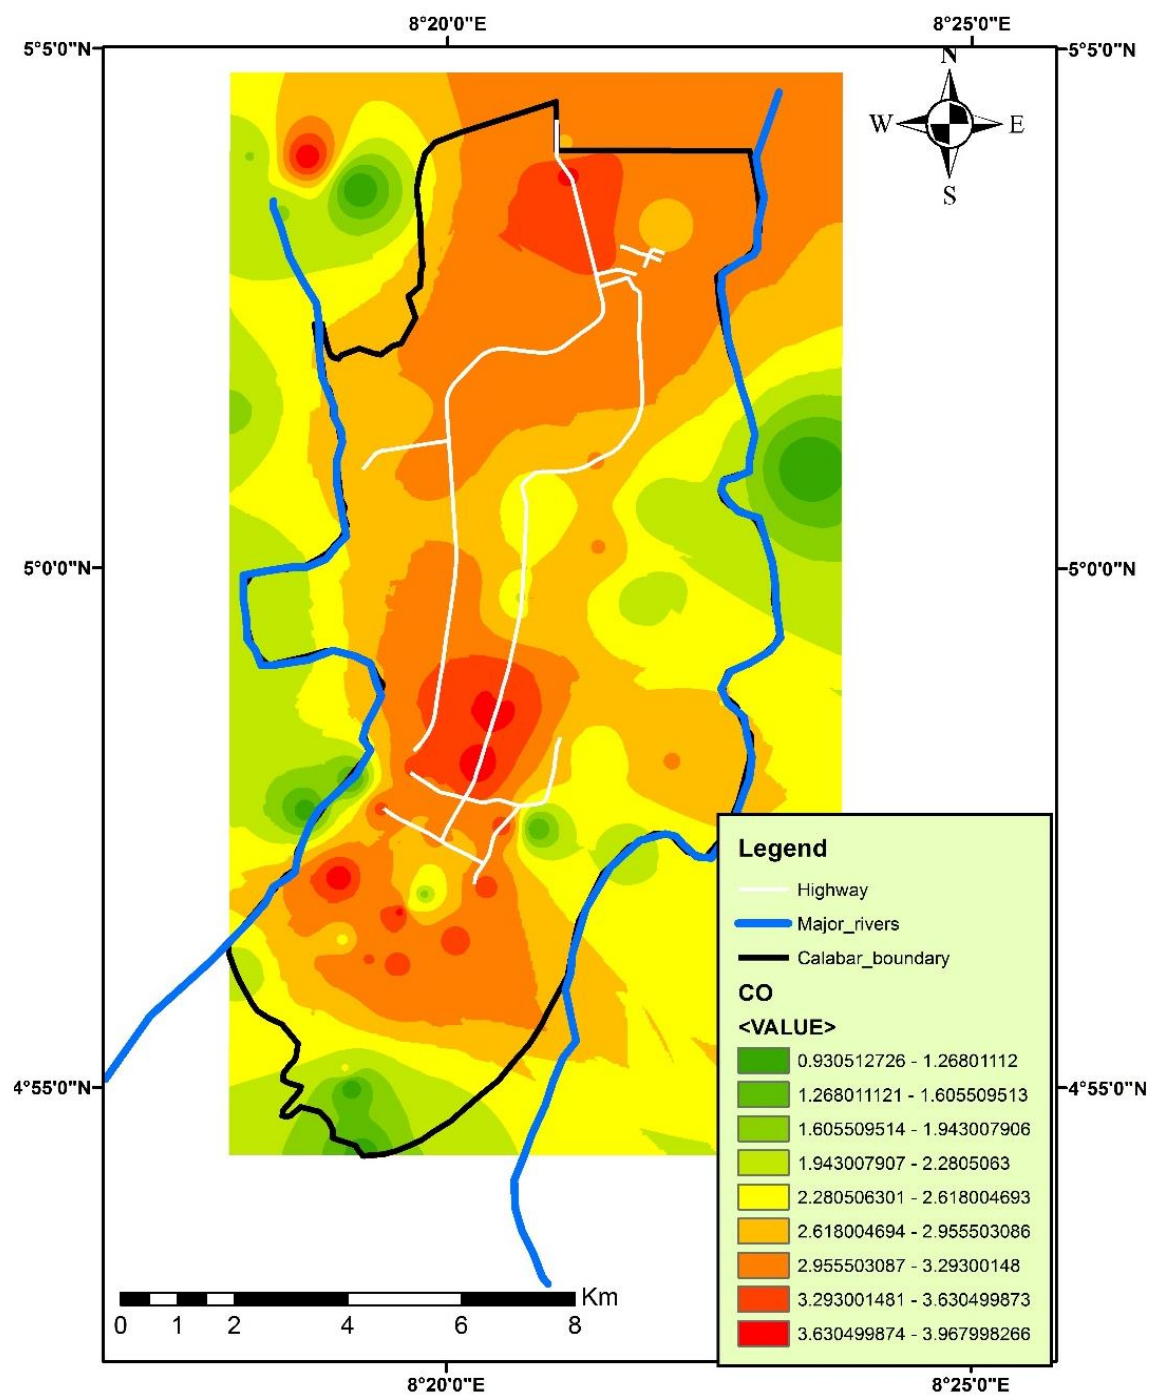 8°20'0"E 8°25'0"E
5°5'0"N 5°5'0"N
N
W E
S
5°0'0"N 5°0'0"N
Legend
Highway
Major_rivers
Calabar_boundary
CO
<VALUE>
0.930512726 - 1.26801112
1.268011121 - 1.605509513
1.605509514 - 1.943007906
1.943007907 - 2.2805063
2.280506301 - 2.618004693
2.618004694 - 2.955503086
2.955503087 - 3.29300148
3.293001481 - 3.630499873
3.630499874 - 3.967998266
4°55'0"N 4°55'0"N
Km
0 1 2 4 6 8
8°20'0"E 8°25'0"E